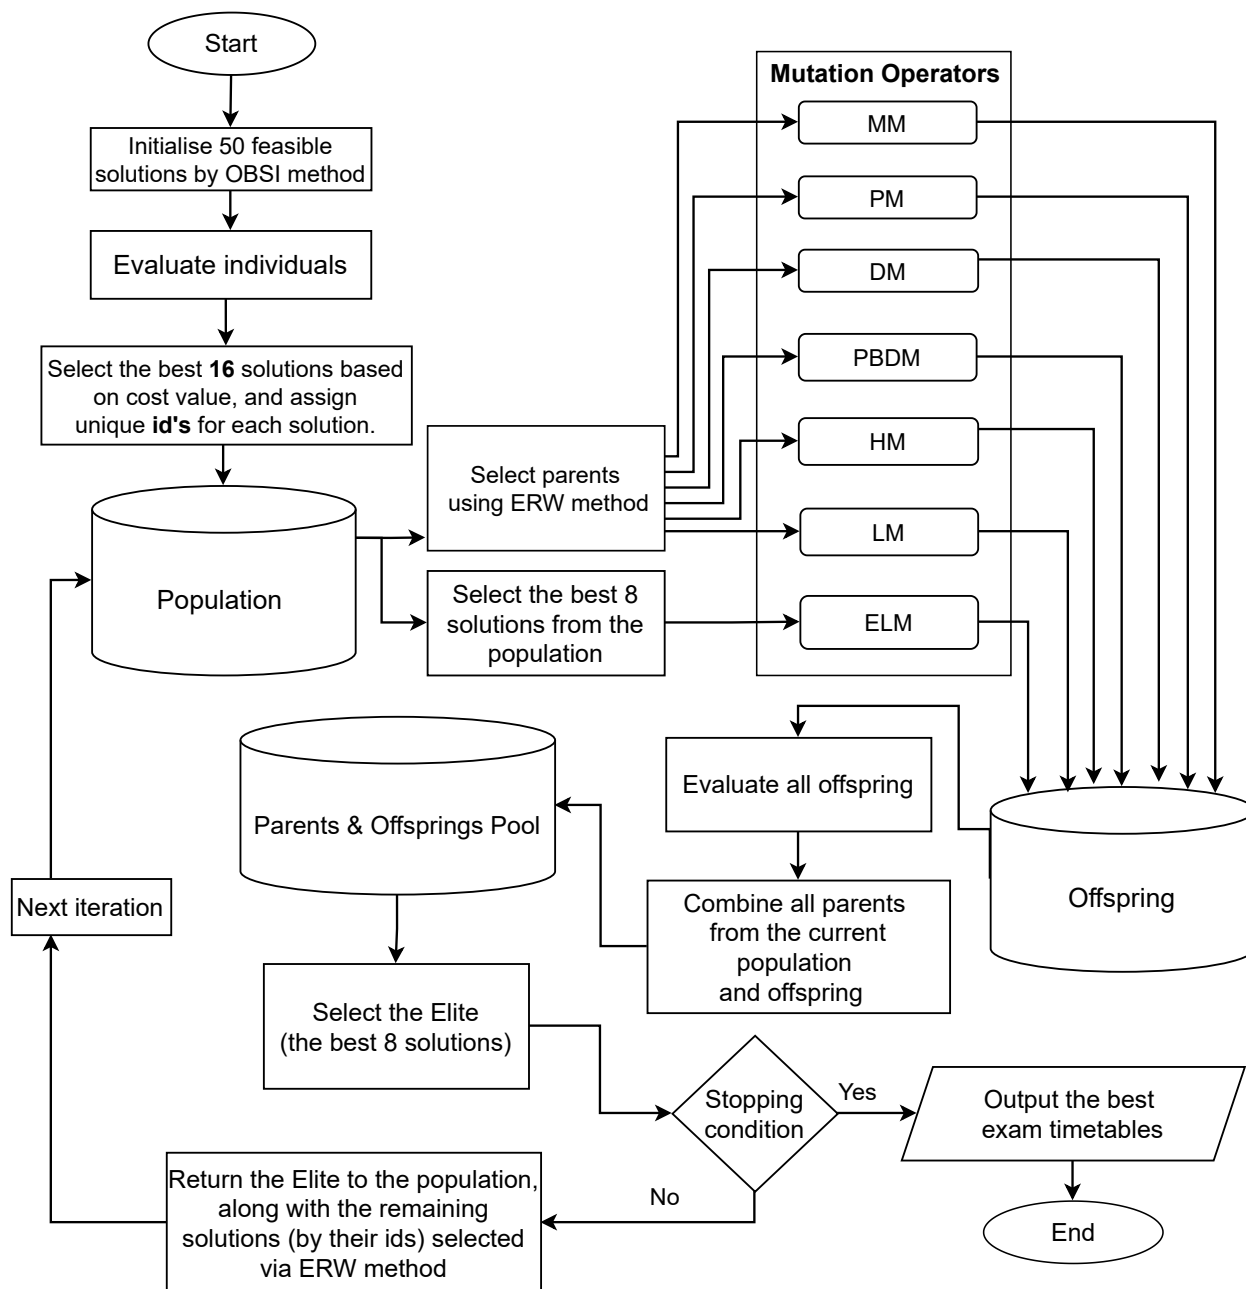 Start
Initialise 50 feasible
solutions by OBSI method
Evaluate individuals
Select the best 16 solutions based
on cost value, and assign
unique id's for each solution.
Population
Select parents
using ERW method
Select the best 8
solutions from the
population
Mutation Operators
MM
PM
DM
PBDM
HM
LM
ELM
Offspring
Evaluate all offspring
Combine all parents
from the current
population
and offspring
Parents & Offsprings Pool
Select the Elite
(the best 8 solutions)
Stopping
condition
Yes
Output the best
exam timetables
End
No
Return the Elite to the population,
along with the remaining
solutions (by their ids) selected
via ERW method
Next iteration